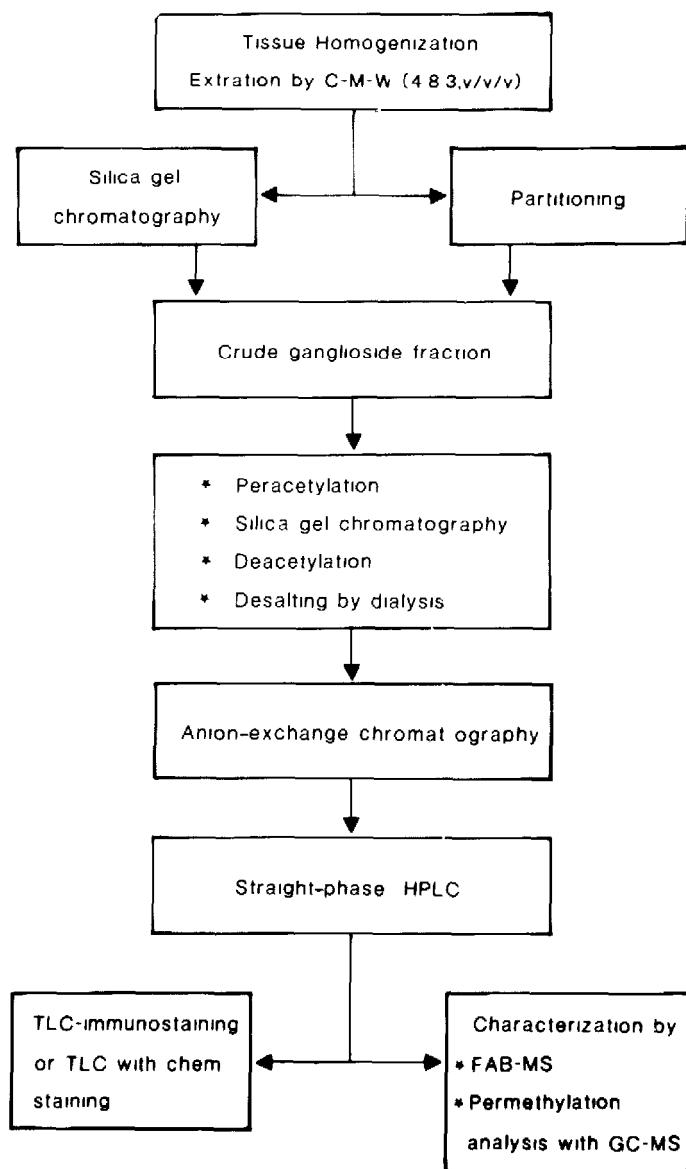 Tissue Homogenization
Extration by C-M-W (4 8 3,v/v/v)
Silica gel
chromatography
Partitioning
Crude ganglioside fraction
* Peracetylation
* Silica gel chromatography
* Deacetylation
* Desalting by dialysis
Anion-exchange chromat ography
Straight-phase HPLC
TLC-immunostaining
or TLC with chem
staining
Characterization by
* FAB-MS
* Permethylation
analysis with GC-MS